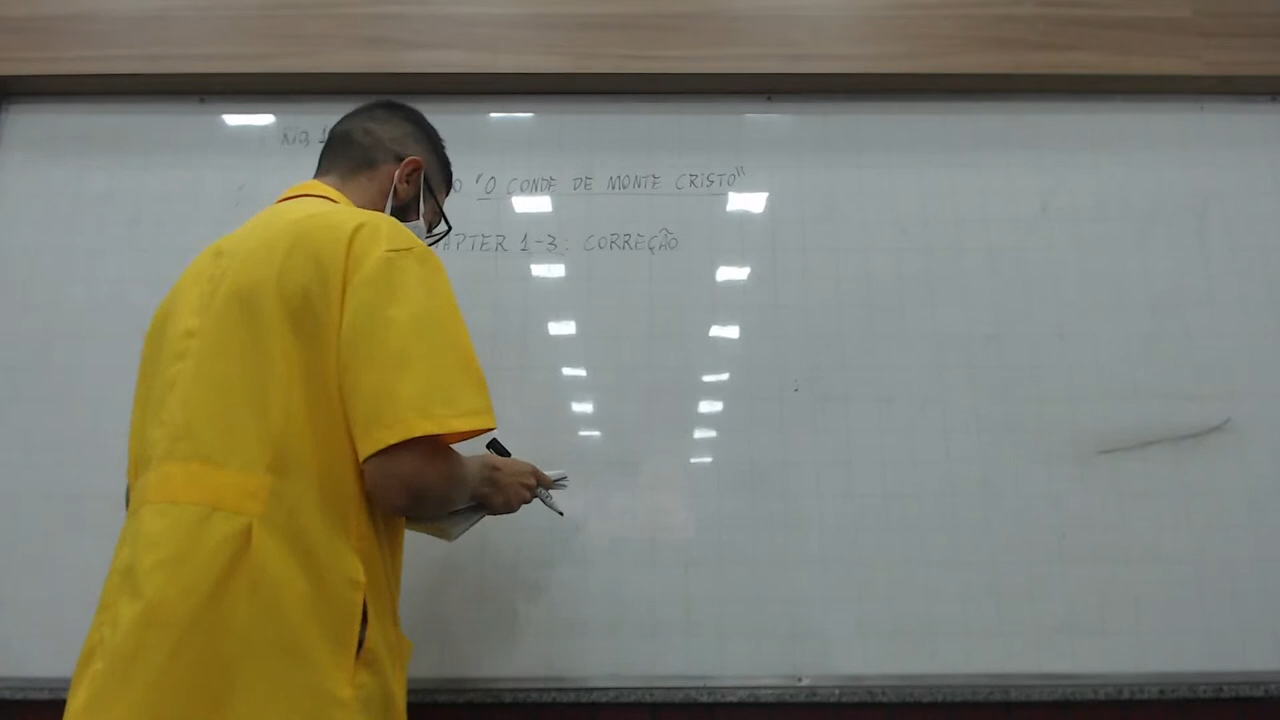 O "O CONDE DE MONTE CRISTO"
CHAPTER 1-3: CORREÇÃO